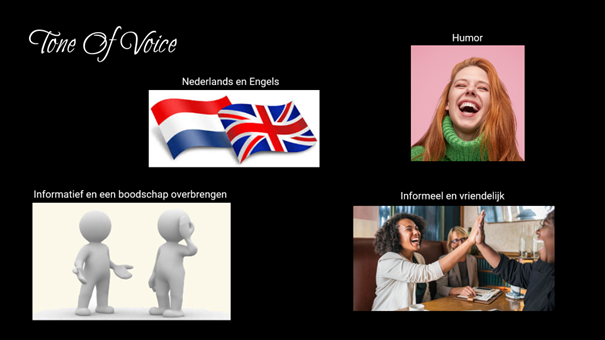 Tone Of Voice
Humor
Nederlands en Engels
Informatief en een boodschap overbrengen
Informeel en vriendelijk